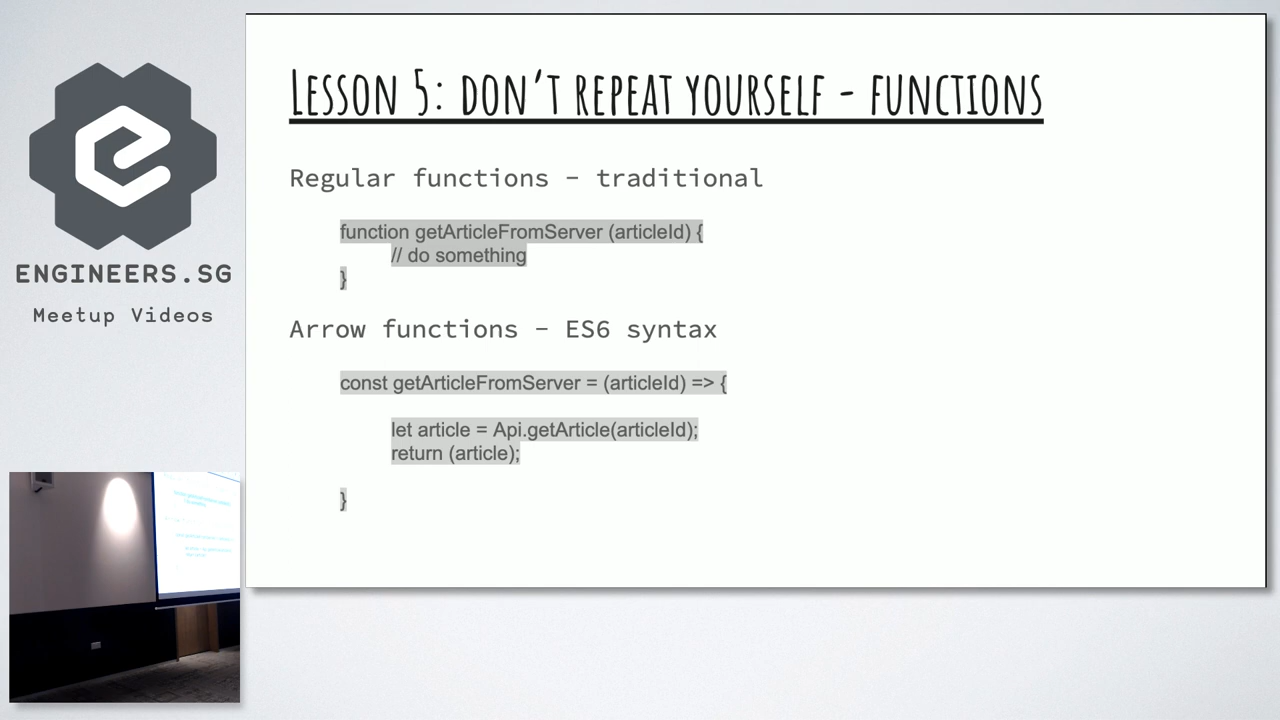 ENGINEERS.SG
Meetup Videos
LESSON 5: DON'T REPEAT YOURSELF - FUNCTIONS
Regular functions - traditional
function getArticleFromServer (articleId) {
// do something
}
Arrow functions - ES6 syntax
const getArticleFromServer = (articleId) => {
let article = Api.getArticle(articleId);
return (article);
}